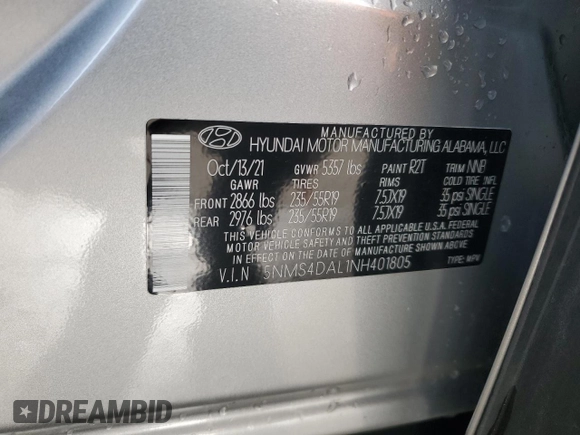 MANUFACTURED BY
HYUNDAI MOTOR MANUFACTURING ALABAMA, LLC
Oct/13/21 GVWR 5357 lbs PAINT R2T TRIM NNB
GAWR TIRES RIMS COLD TIRE INFL
FRONT 2866 lbs 235/55R19 7.5JX19 35 psi SINGLE
REAR 2976 lbs 235/55R19 7.5JX19 35 psi SINGLE
THIS VEHICLE CONFORMS TO ALL APPLICABLE U.S.A. FEDERAL
MOTOR VEHICLE SAFETY AND BUMPER STANDARDS
IN EFFECT ON THE DATE OF MANUFACTURE SHOWN ABOVE.
V.I.N 5NMS4DAL1NH401805 TYPE: MPV
DREAMBID